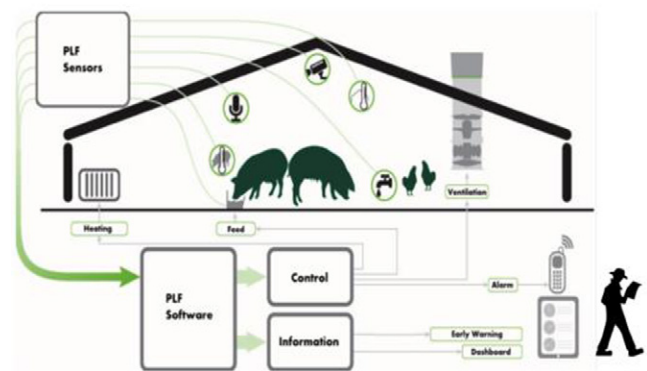 PLF
Sensors
Ventilation
Heating
Feed
PLF
Software
Control
Alarm
Information
Early Warning
Dashboard